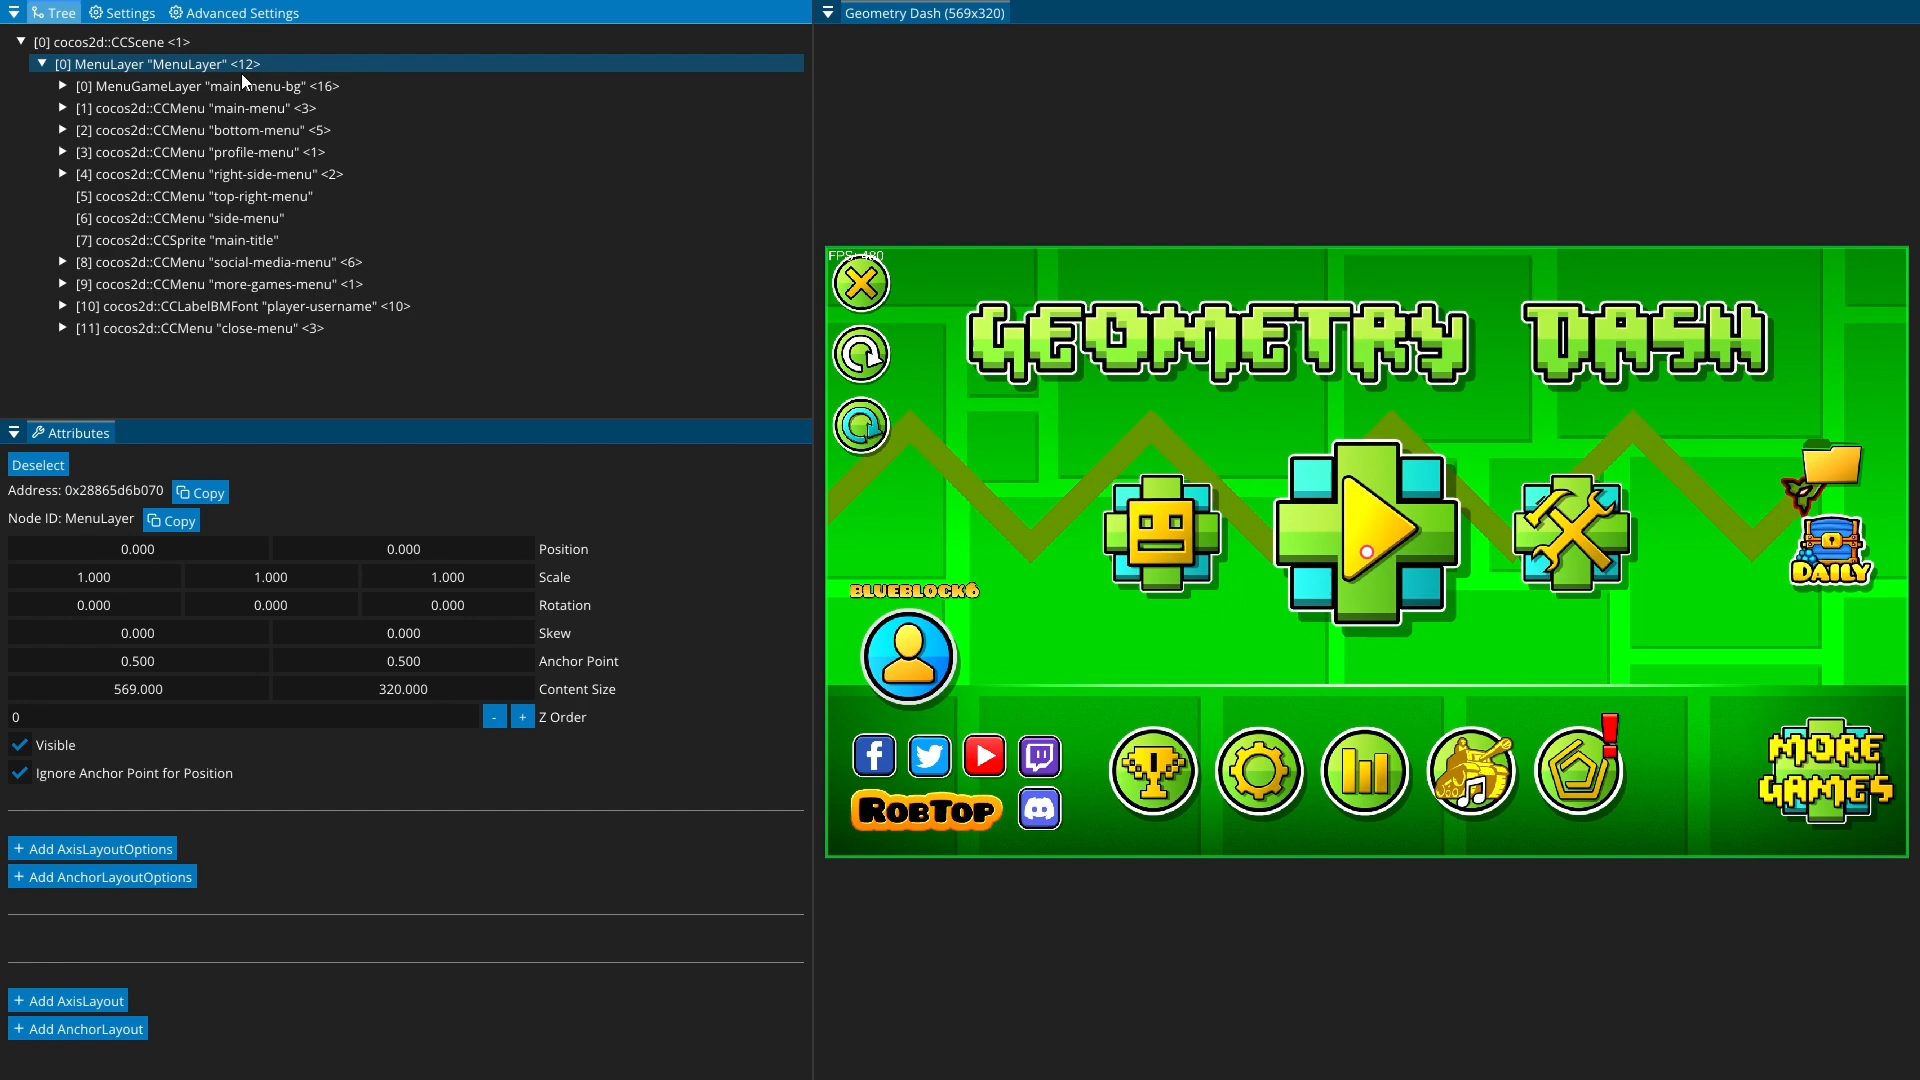 Tree Settings Advanced Settings
[0] cocos2d::CCScene <1>
[0] MenuLayer "MenuLayer" <12>
[0] MenuGameLayer "main-menu-bg" <16>
[1] cocos2d::CCMenu "main-menu" <3>
[2] cocos2d::CCMenu "bottom-menu" <5>
[3] cocos2d::CCMenu "profile-menu" <1>
[4] cocos2d::CCMenu "right-side-menu" <2>
[5] cocos2d::CCMenu "top-right-menu"
[6] cocos2d::CCMenu "side-menu"
[7] cocos2d::CCSprite "main-title"
[8] cocos2d::CCMenu "social-media-menu" <6>
[9] cocos2d::CCMenu "more-games-menu" <1>
[10] cocos2d::CCLabelBMFont "player-username" <10>
[11] cocos2d::CCMenu "close-menu" <3>
Attributes
Deselect
Address: 0x28865d6b070 Copy
Node ID: MenuLayer Copy
0.000 0.000 Position
1.000 1.000 1.000 Scale
0.000 0.000 0.000 Rotation
0.000 0.000 Skew
0.500 0.500 Anchor Point
569.000 320.000 Content Size
0 - + Z Order
Visible
Ignore Anchor Point for Position
+ Add AxisLayoutOptions
+ Add AnchorLayoutOptions
+ Add AxisLayout
+ Add AnchorLayout
Geometry Dash (569x320)
FPS: 480
GEOMETRY DASH
DAILY
BLUEBLOCK6
ROBTOP
MORE
GAMES